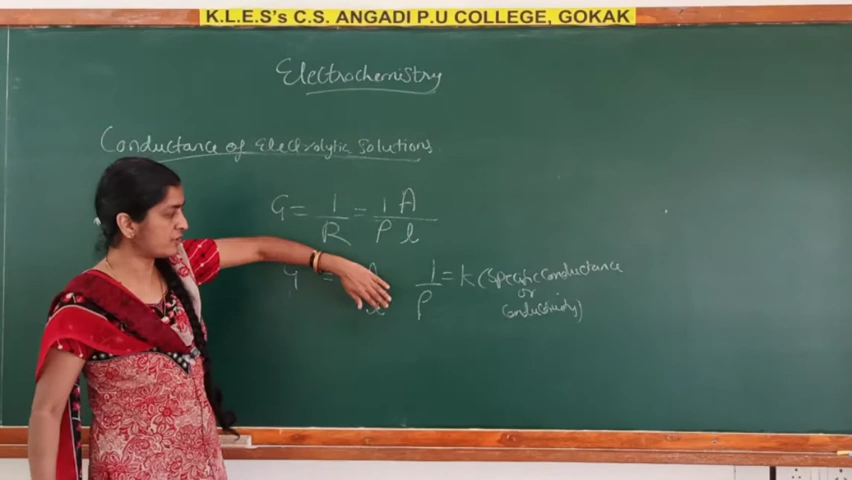 K.L.E.S's C.S. ANGADI P.U COLLEGE, GOKAK
Electrochemistry
Conductance of Electrolytic Solutions
G = 1/R = 1/ρ A/l
G =
1/ρ = k (Specific Conductance
or
Conductivity)